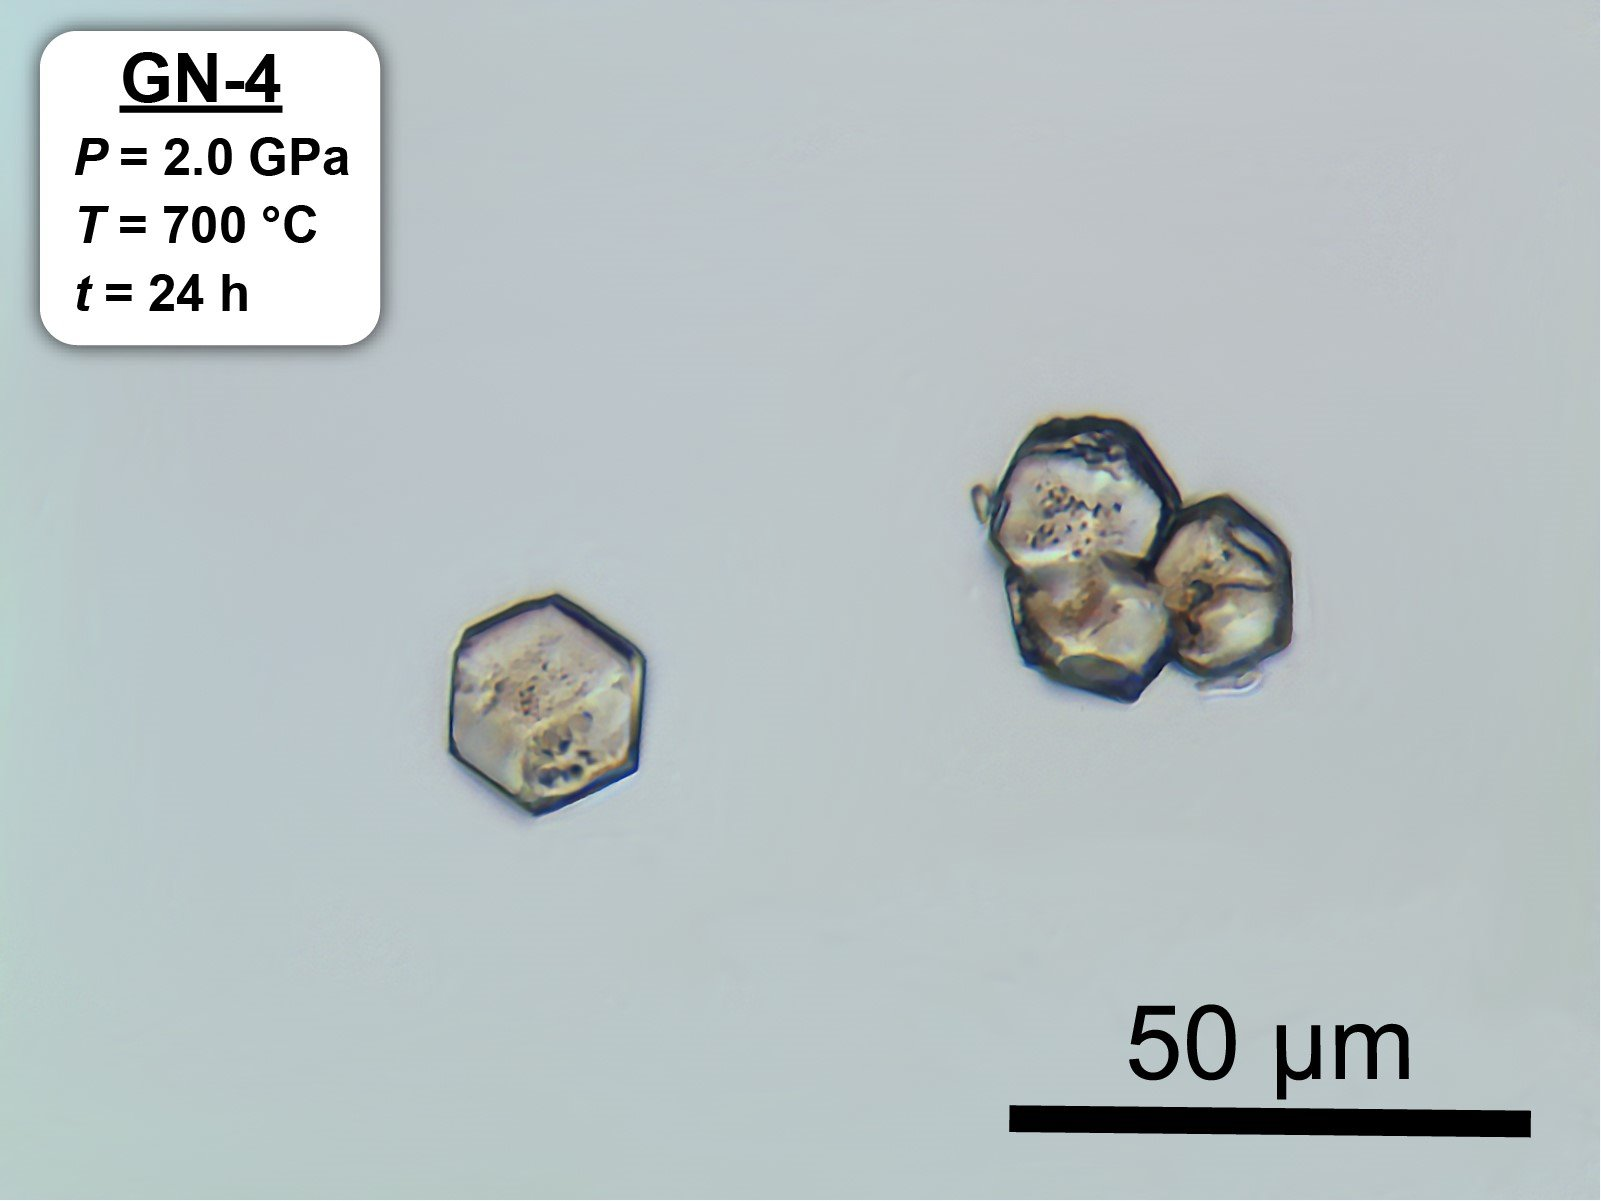 GN-4
P = 2.0 GPa
T = 700 °C
t = 24 h
50 µm